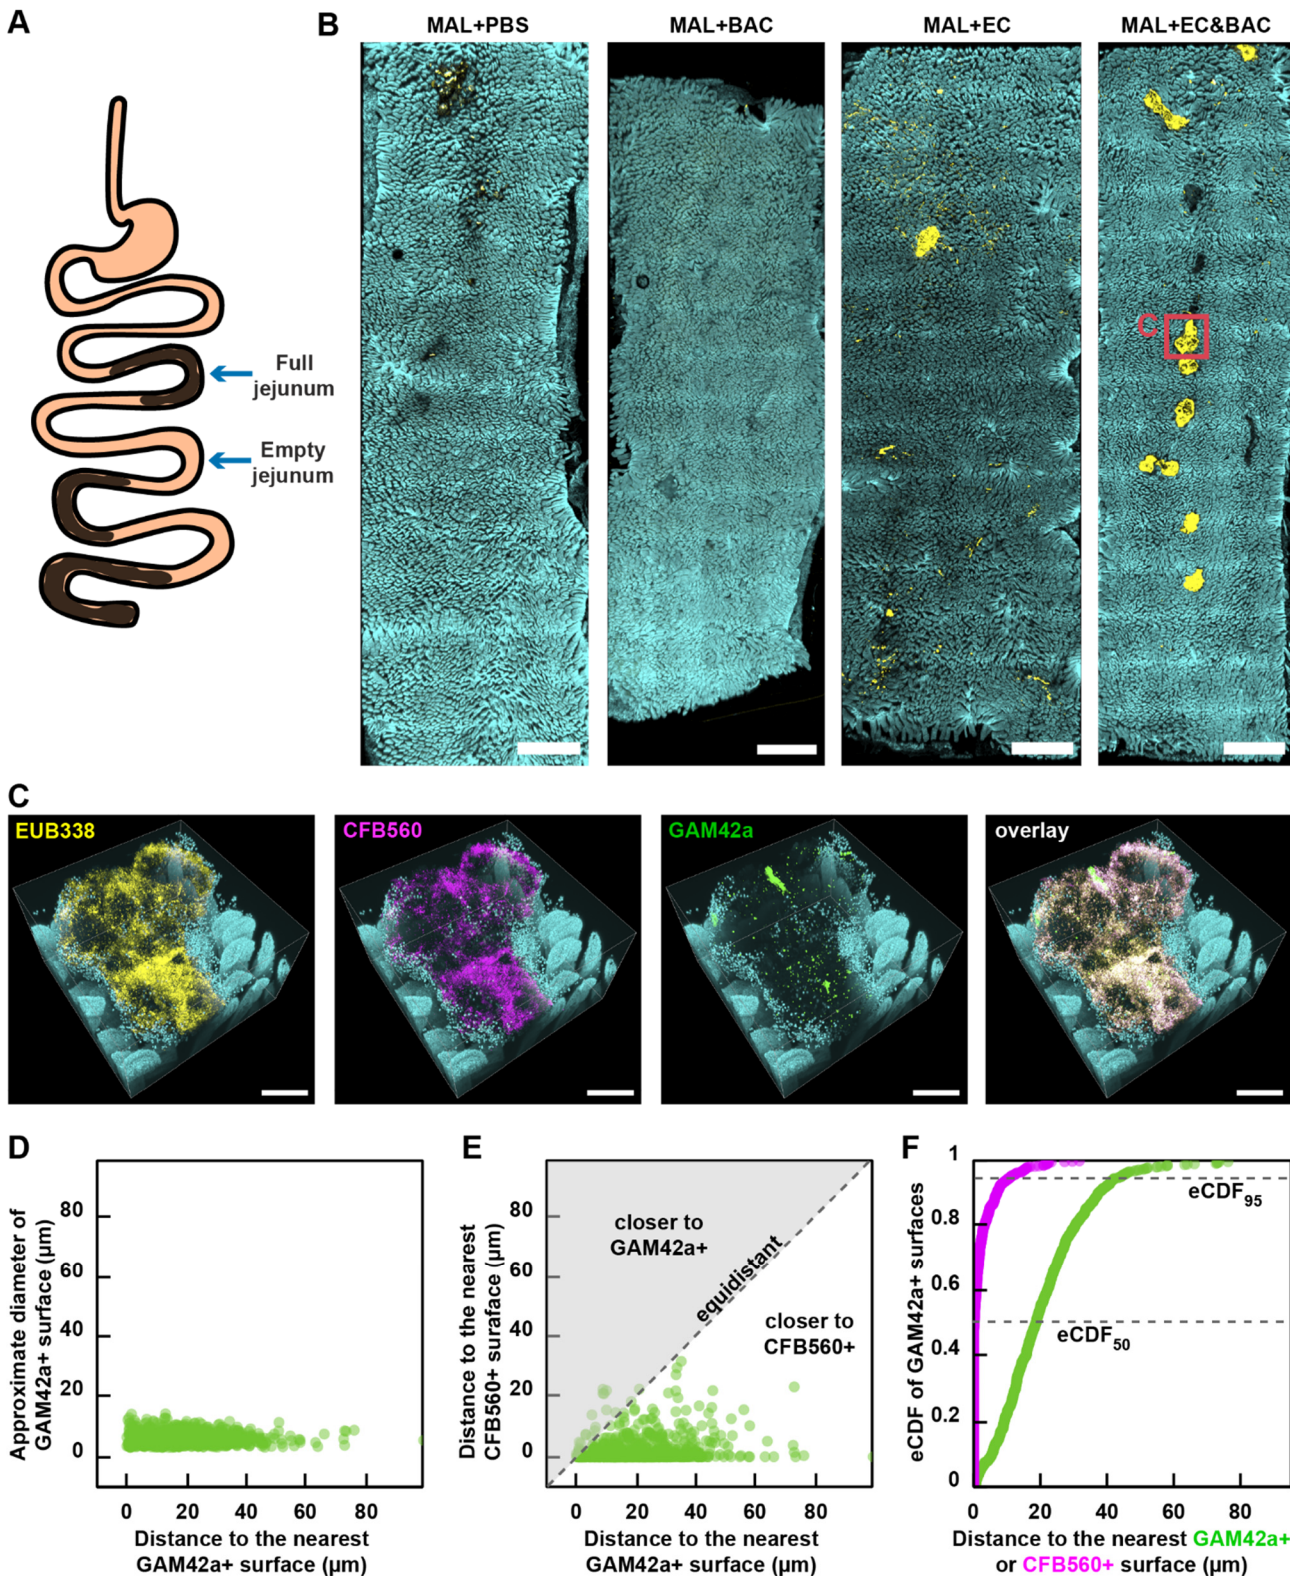 A
Full
jejunum
Empty
jejunum
B
MAL+PBS
MAL+BAC
MAL+EC
MAL+EC&BAC
C
C
EUB338
CFB560
GAM42a
overlay
D
Approximate diameter of
GAM42a+ surface (µm)
80
60
40
20
0
0 20 40 60 80
Distance to the nearest
GAM42a+ surface (µm)
E
Distance to the nearest
CFB560+ suraface (µm)
80
60
40
20
0
closer to
GAM42a+
equidistant
closer to
CFB560+
0 20 40 60 80
Distance to the nearest
GAM42a+ surface (µm)
F
eCDF of GAM42a+ surfaces
1
0.8
0.6
0.4
0.2
0
eCDF95
eCDF50
0 20 40 60 80
Distance to the nearest GAM42a+
or CFB560+ surface (µm)